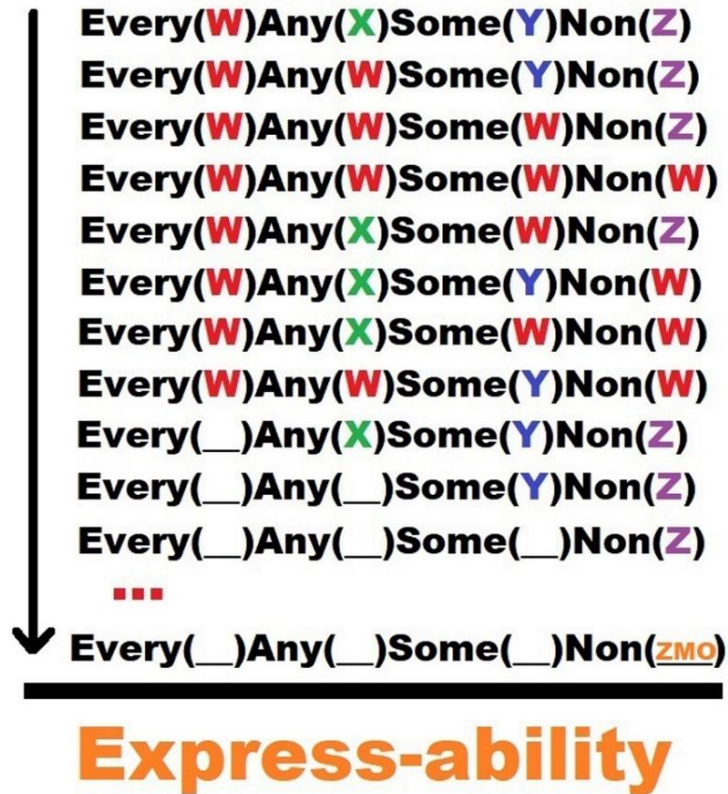 Every(W)Any(X)Some(Y)Non(Z)
Every(W)Any(W)Some(Y)Non(Z)
Every(W)Any(W)Some(W)Non(Z)
Every(W)Any(W)Some(W)Non(W)
Every(W)Any(X)Some(W)Non(Z)
Every(W)Any(X)Some(Y)Non(W)
Every(W)Any(X)Some(W)Non(W)
Every(W)Any(W)Some(Y)Non(W)
Every(__)Any(X)Some(Y)Non(Z)
Every(__)Any(__)Some(Y)Non(Z)
Every(__)Any(__)Some(__)Non(Z)
...
Every(__)Any(__)Some(__)Non(ZMO)
Express-ability